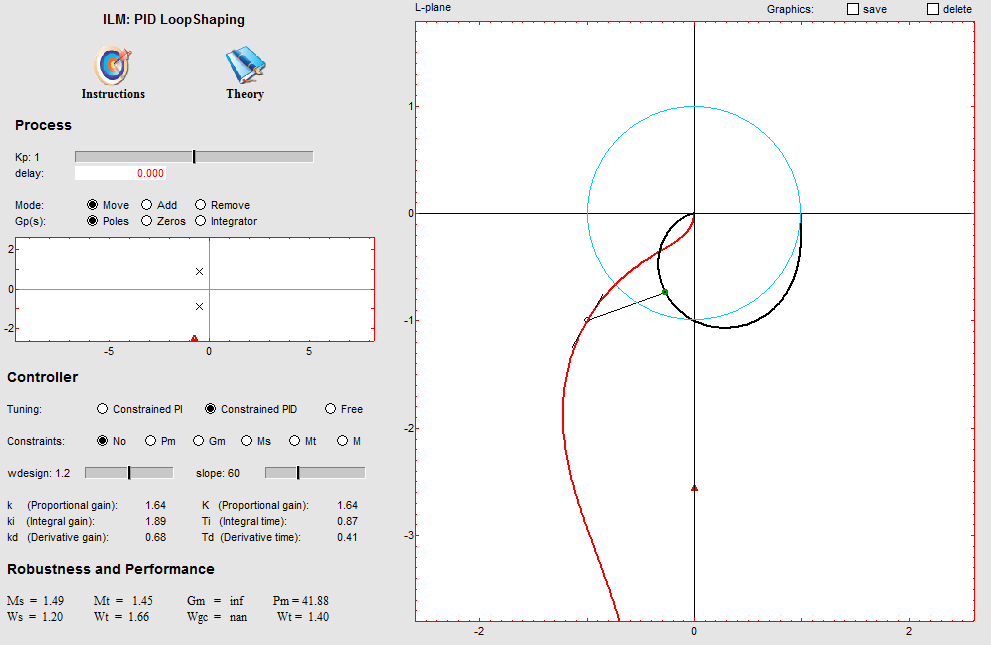 ILM: PID LoopShaping
Instructions
Theory
Process
Kp: 1
delay: 0.000
Mode: Move Add Remove
Gp(s): Poles Zeros Integrator
2
0
-2
-5 0 5
Controller
Tuning: Constrained PI Constrained PID Free
Constraints: No Pm Gm Ms Mt M
wdesign: 1.2 slope: 60
k (Proportional gain): 1.64 K (Proportional gain): 1.64
ki (Integral gain): 1.89 Ti (Integral time): 0.87
kd (Derivative gain): 0.68 Td (Derivative time): 0.41
Robustness and Performance
Ms = 1.49 Mt = 1.45 Gm = inf Pm = 41.88
Ws = 1.20 Wt = 1.66 Wgc = nan Wt = 1.40
L-plane Graphics: save delete
1
0
-1
-2
-3
-2 0 2